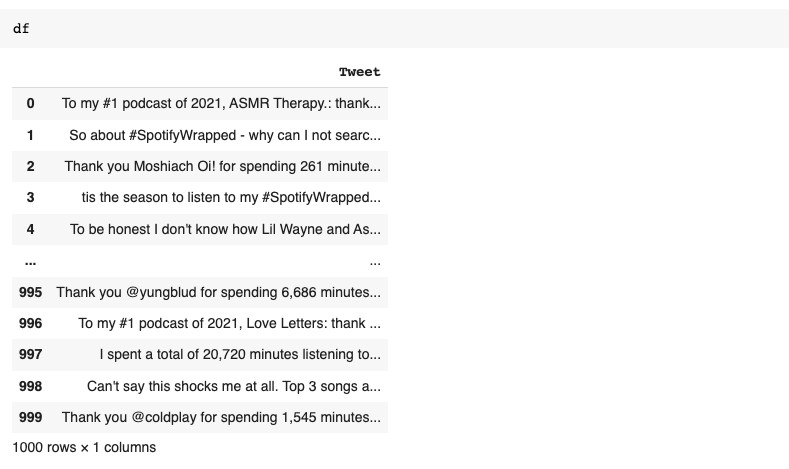 df
Tweet
0 To my #1 podcast of 2021, ASMR Therapy.: thank...
1 So about #SpotifyWrapped - why can I not searc...
2 Thank you Moshiach Oi! for spending 261 minute...
3 tis the season to listen to my #SpotifyWrapped...
4 To be honest I don't know how Lil Wayne and As...
... ...
995 Thank you @yungblud for spending 6,686 minutes...
996 To my #1 podcast of 2021, Love Letters: thank ...
997 I spent a total of 20,720 minutes listening to...
998 Can't say this shocks me at all. Top 3 songs a...
999 Thank you @coldplay for spending 1,545 minutes...
1000 rows × 1 columns